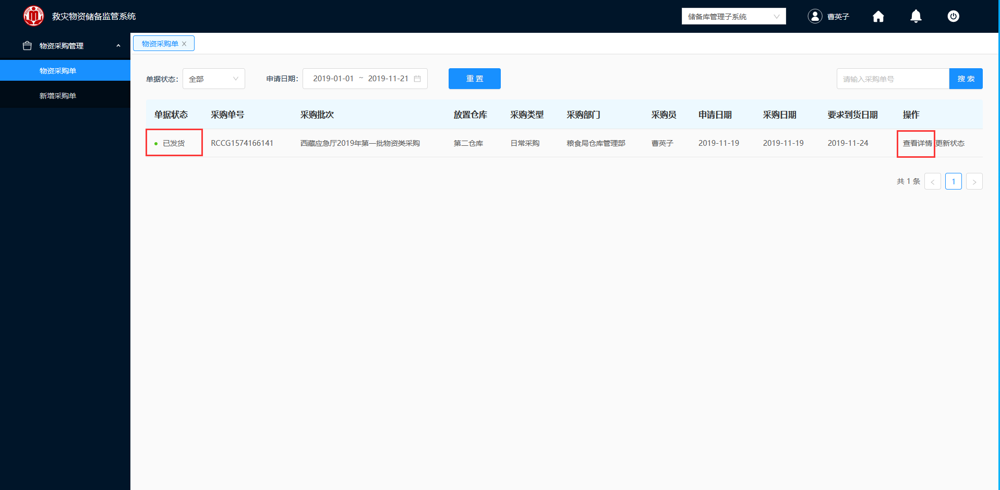 救灾物资储备监管系统
储备库管理子系统
曹英子
物资采购管理
物资采购单
新增采购单
物资采购单
单据状态: 全部 申请日期: 2019-01-01 ~ 2019-11-21 重 置 请输入采购单号 搜 索
单据状态 采购单号 采购批次 放置仓库 采购类型 采购部门 采购员 申请日期 采购日期 要求到货日期 操作
已发货 RCCG1574166141 西藏应急厅2019年第一批物资类采购 第二仓库 日常采购 粮食局仓库管理部 曹英子 2019-11-19 2019-11-19 2019-11-24 查看详情 更新状态
共 1 条 < 1 >